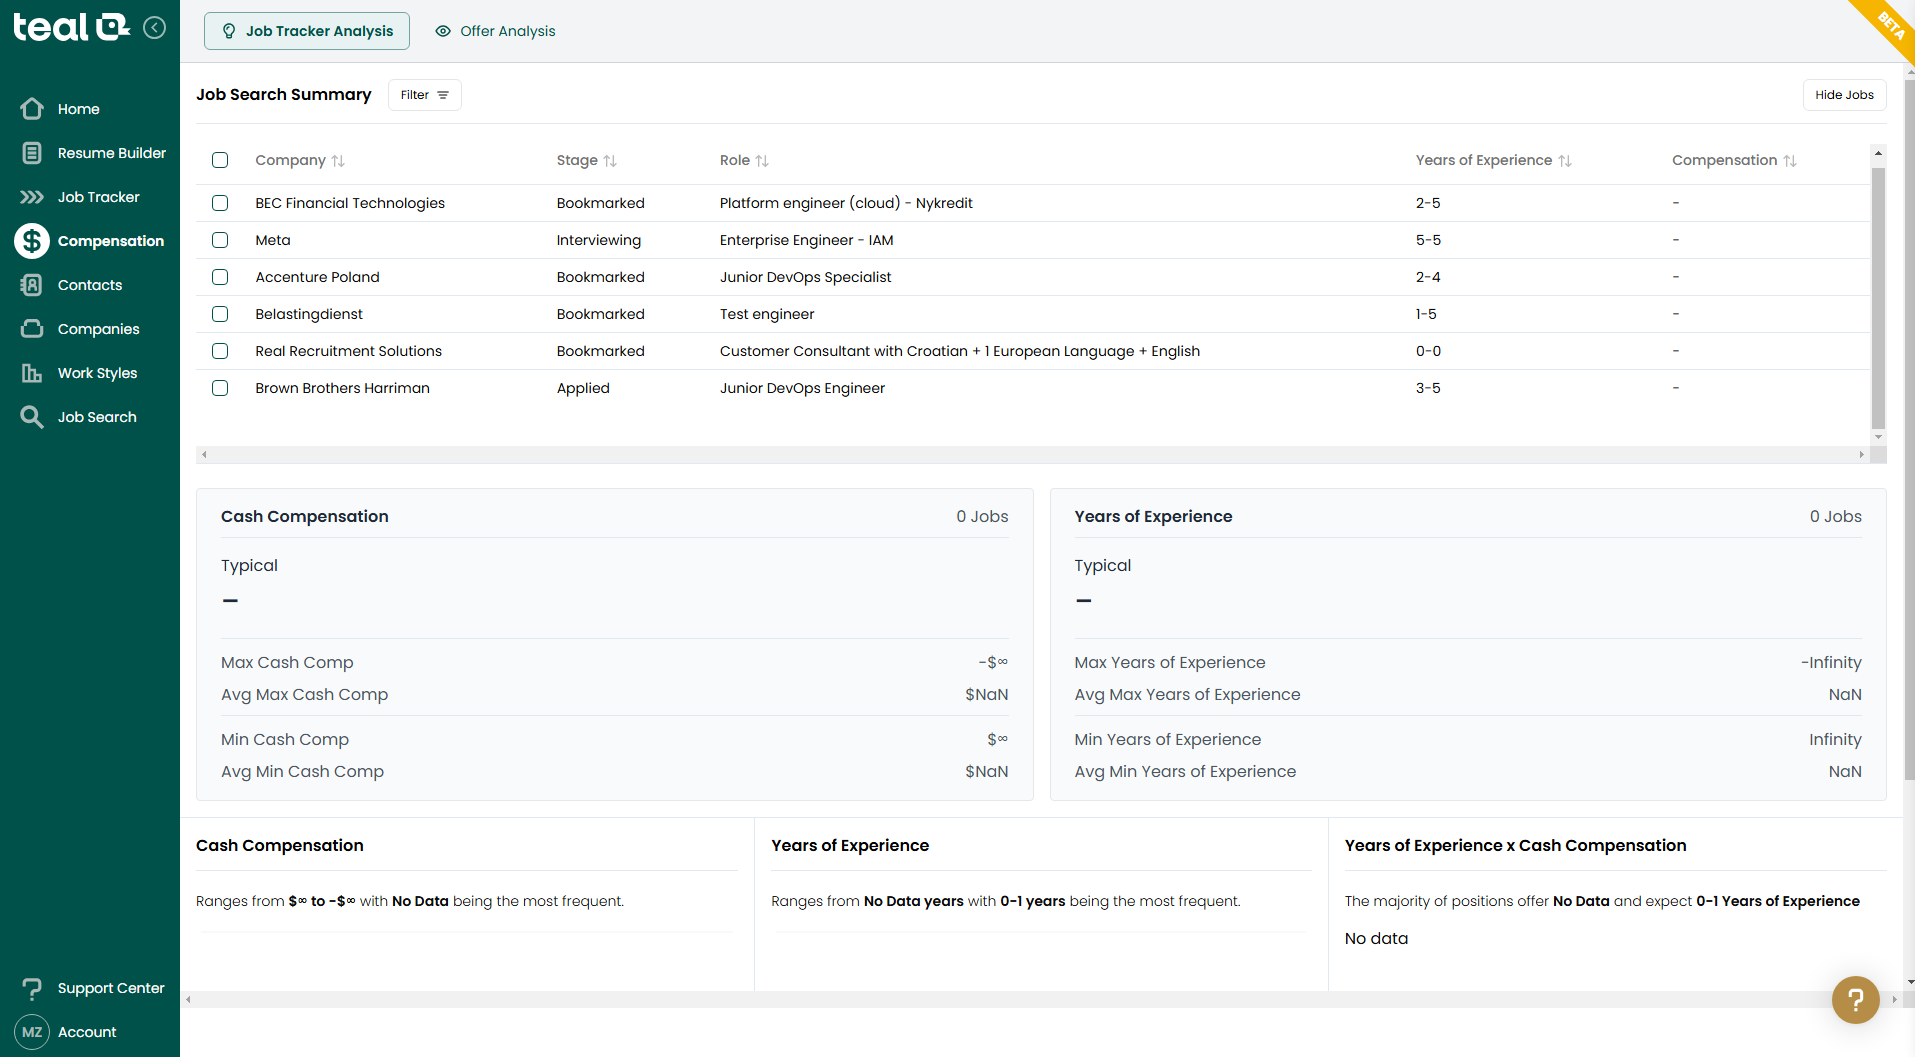 teal
Job Tracker Analysis
Offer Analysis
BETA
Home
Resume Builder
Job Tracker
Compensation
Contacts
Companies
Work Styles
Job Search
Support Center
MZ Account
Job Search Summary Filter Hide Jobs
Company Stage Role Years of Experience Compensation
BEC Financial Technologies Bookmarked Platform engineer (cloud) - Nykredit 2-5 -
Meta Interviewing Enterprise Engineer - IAM 5-5 -
Accenture Poland Bookmarked Junior DevOps Specialist 2-4 -
Belastingdienst Bookmarked Test engineer 1-5 -
Real Recruitment Solutions Bookmarked Customer Consultant with Croatian + 1 European Language + English 0-0 -
Brown Brothers Harriman Applied Junior DevOps Engineer 3-5 -
Cash Compensation 0 Jobs
Typical
–
Max Cash Comp -$∞
Avg Max Cash Comp $NaN
Min Cash Comp $∞
Avg Min Cash Comp $NaN
Years of Experience 0 Jobs
Typical
–
Max Years of Experience -Infinity
Avg Max Years of Experience NaN
Min Years of Experience Infinity
Avg Min Years of Experience NaN
Cash Compensation
Ranges from $∞ to -$∞ with No Data being the most frequent.
Years of Experience
Ranges from No Data years with 0-1 years being the most frequent.
Years of Experience x Cash Compensation
The majority of positions offer No Data and expect 0-1 Years of Experience
No data
?